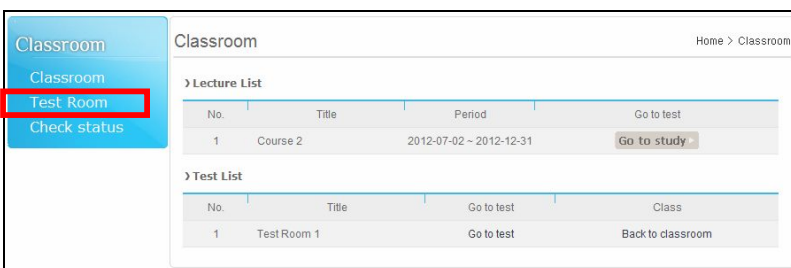 Classroom
Classroom
Test Room
Check status
Classroom
Home > Classroom
Lecture List
No. Title Period Go to test
1 Course 2 2012-07-02 ~ 2012-12-31 Go to study
Test List
No. Title Go to test Class
1 Test Room 1 Go to test Back to classroom